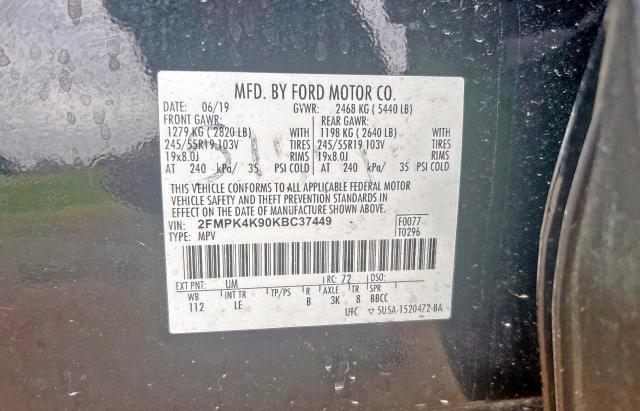 MFD. BY FORD MOTOR CO.
DATE: 06/19 GVWR: 2468 KG ( 5440 LB)
FRONT GAWR: REAR GAWR:
1279 KG ( 2820 LB) WITH 1198 KG ( 2640 LB) WITH
245/55R19 103V TIRES 245/55R19 103V TIRES
19x8.0J RIMS 19x8.0J RIMS
AT 240 kPa/ 35 PSI COLD AT 240 kPa/ 35 PSI COLD
THIS VEHICLE CONFORMS TO ALL APPLICABLE FEDERAL MOTOR
VEHICLE SAFETY AND THEFT PREVENTION STANDARDS IN
EFFECT ON THE DATE OF MANUFACTURE SHOWN ABOVE.
VIN: 2FMPK4K90KBC37449 F0077
TYPE: MPV T0296
EXT PNT: UM RC: 72 DSO:
WB INT TR TP/PS R AXLE TR SPR
112 LE B 3K 8 BBCC
UFC ▽ 5U5A-1520472-BA